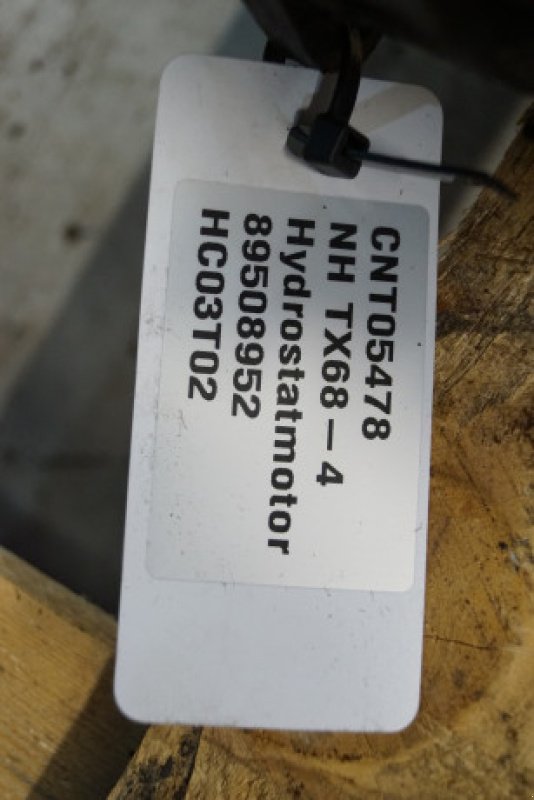 CNT05478
NH TX68 – 4
Hydrostatmotor
89508952
HC03T02